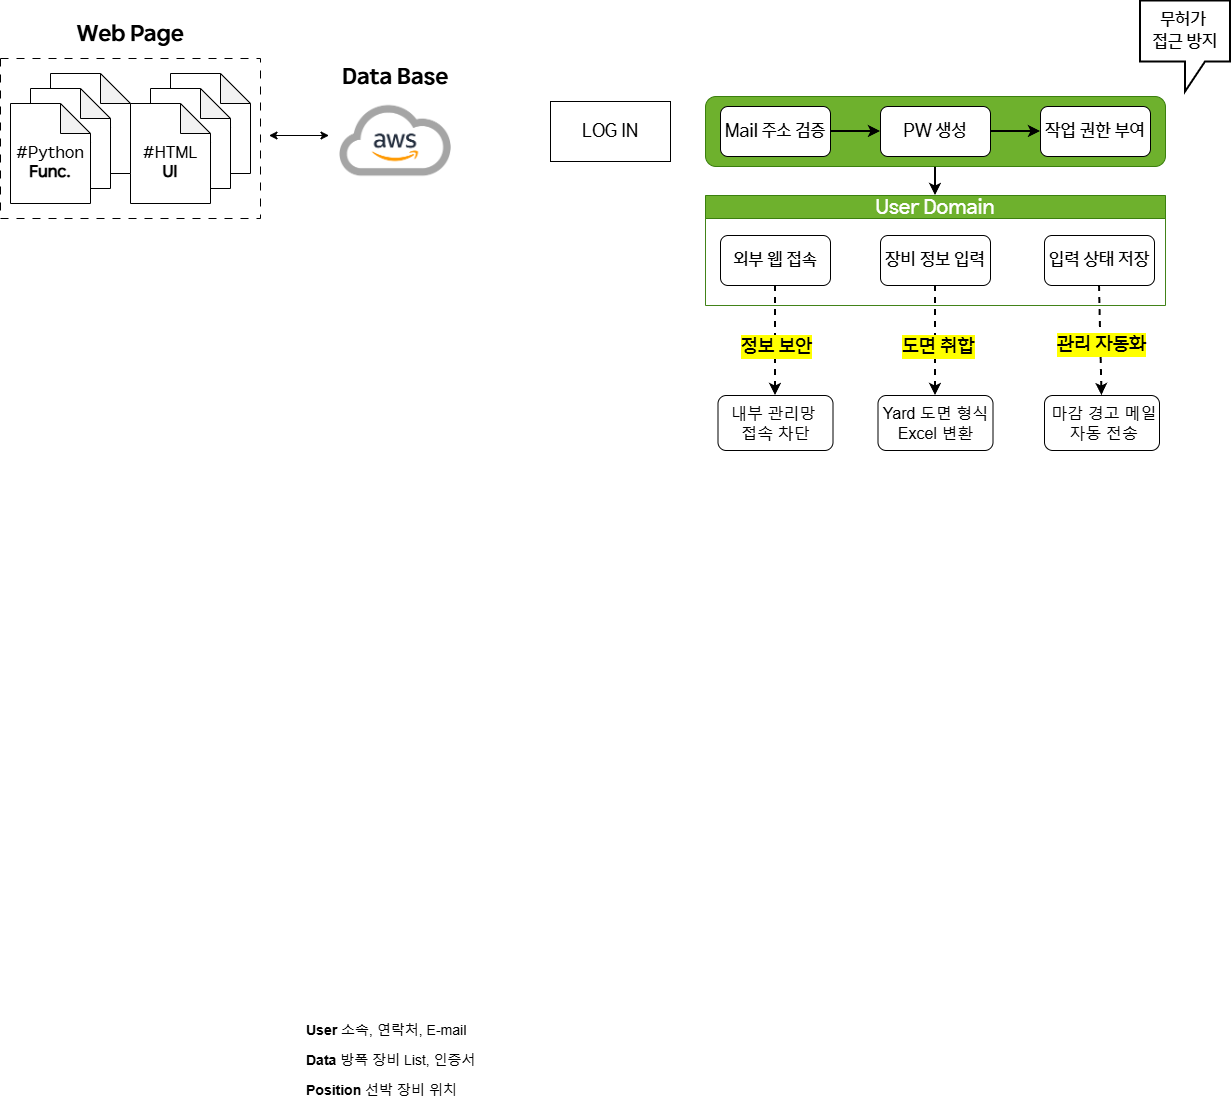 무허가
접근 방지
Web Page
Data Base
#Python
Func.
#HTML
UI
aws
LOG IN
Mail 주소 검증
PW 생성
작업 권한 부여
User Domain
외부 웹 접속
장비 정보 입력
입력 상태 저장
정보 보안
도면 취합
관리 자동화
내부 관리망
접속 차단
Yard 도면 형식
Excel 변환
마감 경고 메일
자동 전송
User 소속, 연락처, E-mail
Data 방폭 장비 List, 인증서
Position 선박 장비 위치